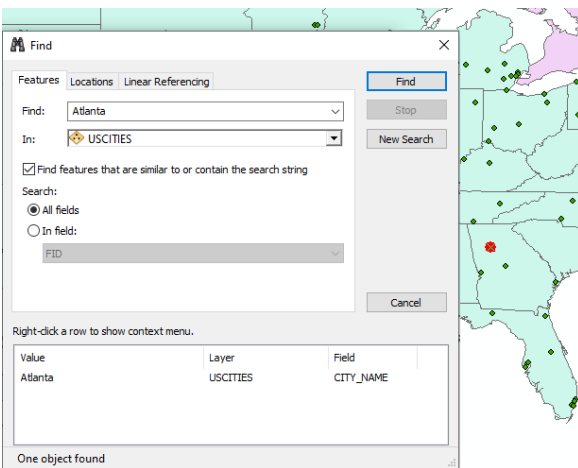 Find
Features Locations Linear Referencing
Find
Find: Atlanta
Stop
In: USCITIES
New Search
Find features that are similar to or contain the search string
Search:
All fields
In field:
FID
Cancel
Right-click a row to show context menu.
Value Layer Field
Atlanta USCITIES CITY_NAME
One object found